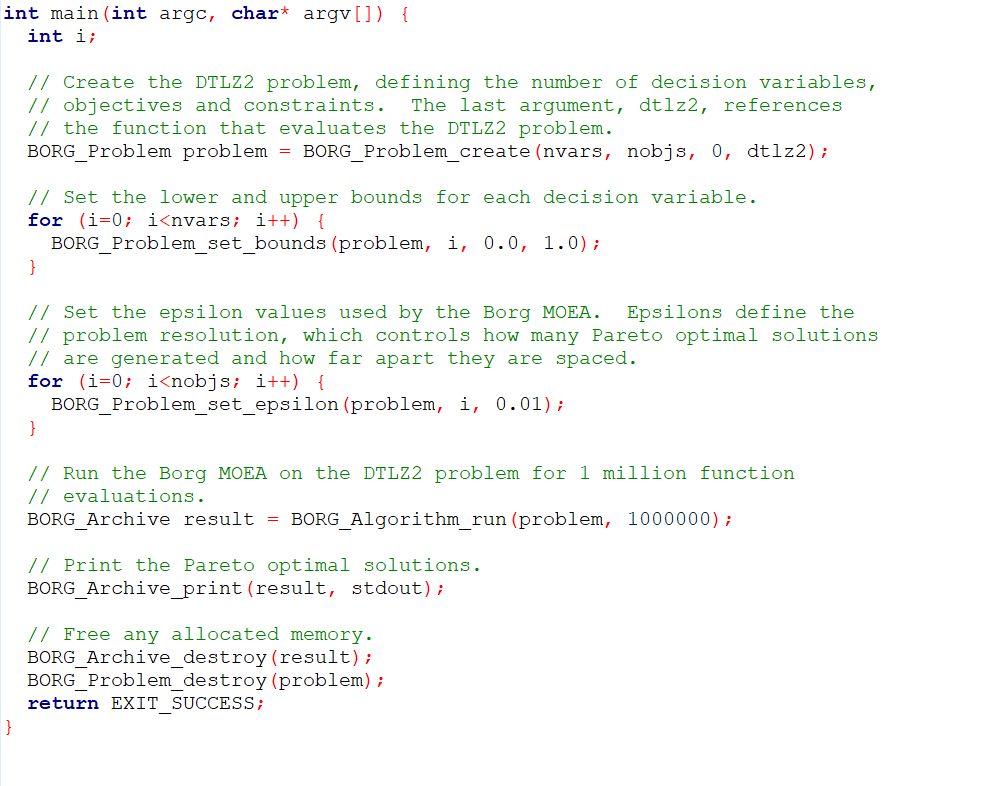 int main(int argc, char* argv[]) {
  int i;

  // Create the DTLZ2 problem, defining the number of decision variables,
  // objectives and constraints.  The last argument, dtlz2, references
  // the function that evaluates the DTLZ2 problem.
  BORG_Problem problem = BORG_Problem_create(nvars, nobjs, 0, dtlz2);

  // Set the lower and upper bounds for each decision variable.
  for (i=0; i<nvars; i++) {
    BORG_Problem_set_bounds(problem, i, 0.0, 1.0);
  }

  // Set the epsilon values used by the Borg MOEA.  Epsilons define the
  // problem resolution, which controls how many Pareto optimal solutions
  // are generated and how far apart they are spaced.
  for (i=0; i<nobjs; i++) {
    BORG_Problem_set_epsilon(problem, i, 0.01);
  }

  // Run the Borg MOEA on the DTLZ2 problem for 1 million function
  // evaluations.
  BORG_Archive result = BORG_Algorithm_run(problem, 1000000);

  // Print the Pareto optimal solutions.
  BORG_Archive_print(result, stdout);

  // Free any allocated memory.
  BORG_Archive_destroy(result);
  BORG_Problem_destroy(problem);
  return EXIT_SUCCESS;
}